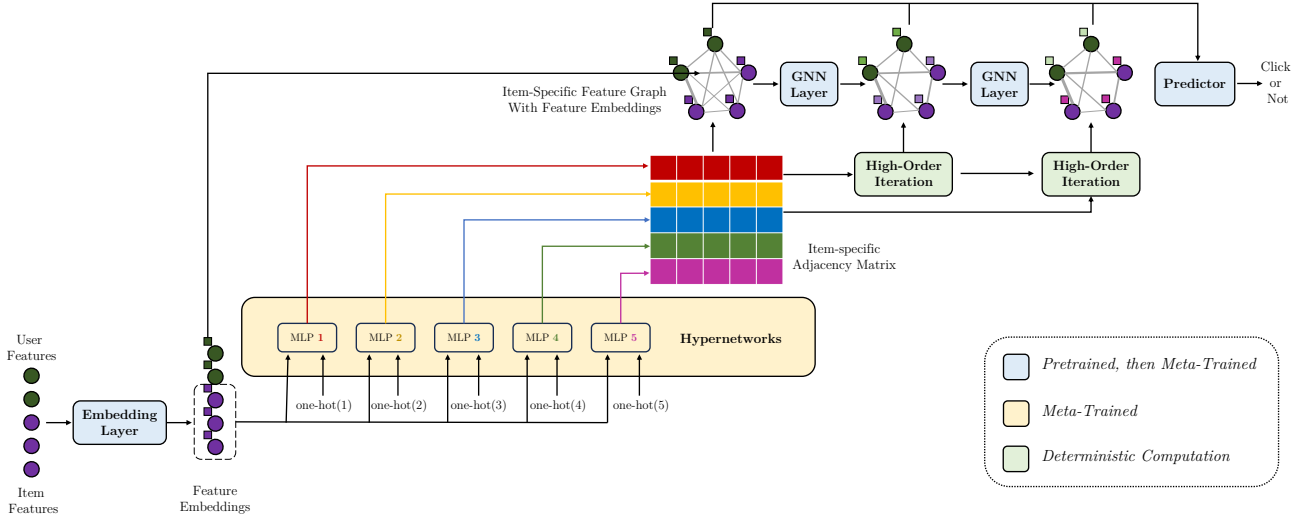 Item-Specific Feature Graph
With Feature Embeddings
GNN
Layer
GNN
Layer
Predictor
Click
or
Not
High-Order
Iteration
High-Order
Iteration
Item-specific
Adjacency Matrix
MLP 1
MLP 2
MLP 3
MLP 4
MLP 5
Hypernetworks
one-hot(1)
one-hot(2)
one-hot(3)
one-hot(4)
one-hot(5)
User
Features
Embedding
Layer
Item
Features
Feature
Embeddings
Pretrained, then Meta-Trained
Meta-Trained
Deterministic Computation